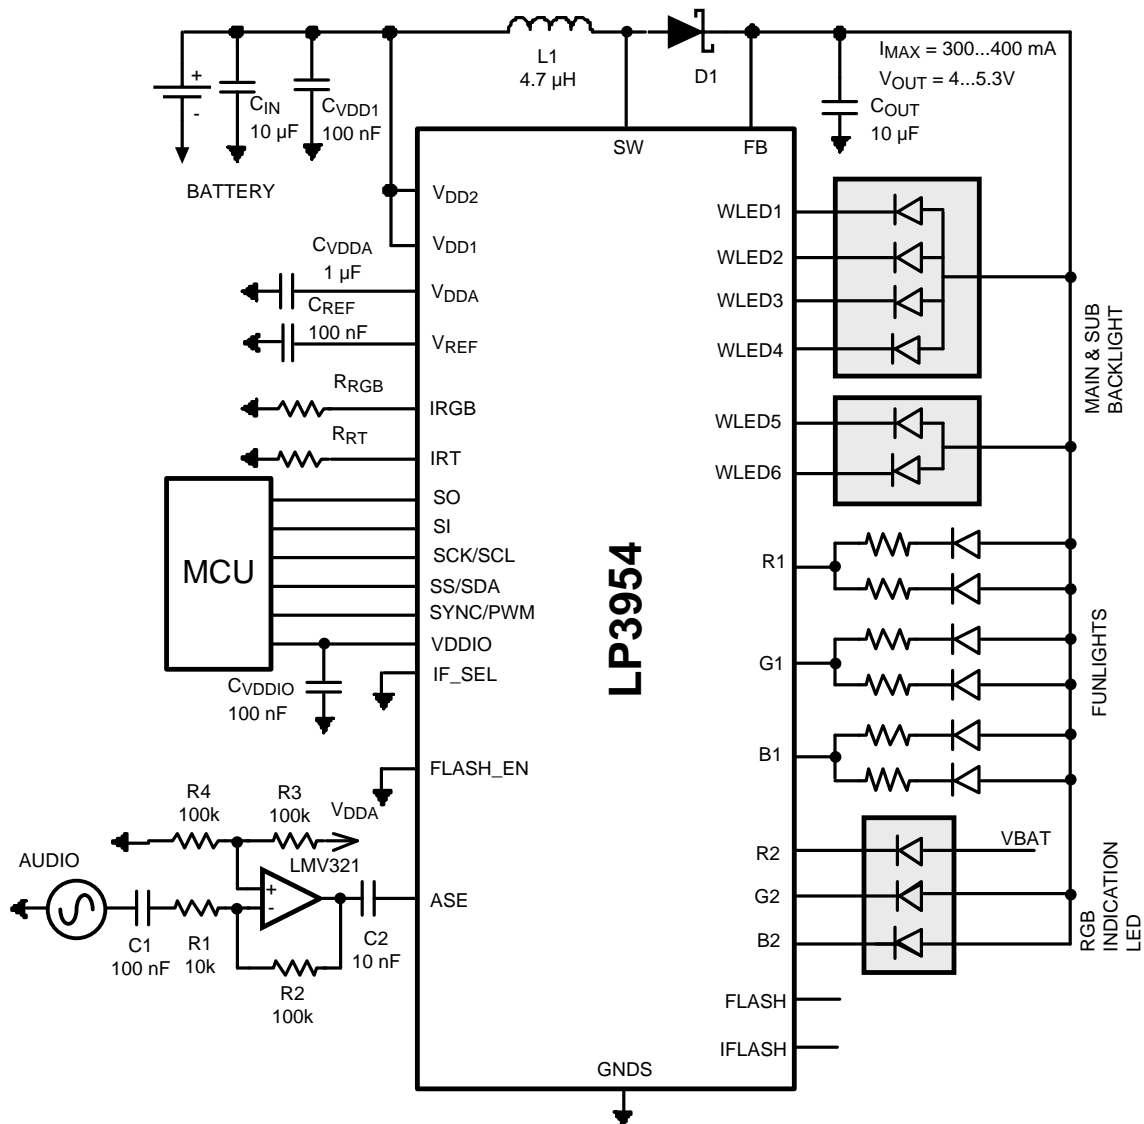 L1
4.7 µH
D1
IMAX = 300...400 mA
VOUT = 4...5.3V
COUT
10 µF
+
-
CIN
10 µF
CVDD1
100 nF
BATTERY
SW
FB
VDD2
VDD1
CVDDA
1 µF
VDDA
CREF
100 nF
VREF
RRGB
IRGB
RRT
IRT
MCU
SO
SI
SCK/SCL
SS/SDA
SYNC/PWM
VDDIO
IF_SEL
CVDDIO
100 nF
FLASH_EN
R4
100k
R3
100k
VDDA
LMV321
+
-
AUDIO
C1
100 nF
R1
10k
R2
100k
C2
10 nF
ASE
LP3954
GNDS
WLED1
WLED2
WLED3
WLED4
WLED5
WLED6
R1
G1
B1
R2
G2
B2
FLASH
IFLASH
VBAT
MAIN & SUB
BACKLIGHT
FUNLIGHTS
RGB
INDICATION
LED